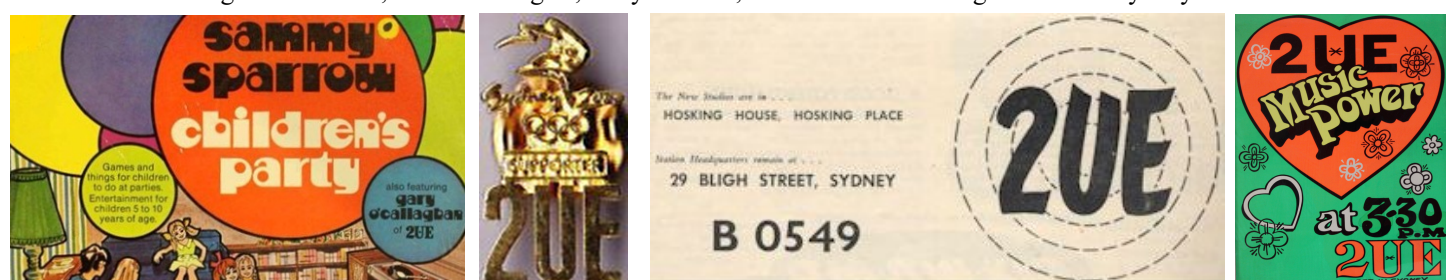 sammy
sparrow
children's
party
Games and
things for children
to do at parties.
Entertainment for
children 5 to 10
years of age.
also featuring
gary
o'callaghan
of 2UE
SUPPORTER
2UE
The New Studios are in . . .
HOSKING HOUSE, HOSKING PLACE
Station Headquarters remain at . . .
29 BLIGH STREET, SYDNEY
B 0549
2UE
2UE
Music
Power
at 3·30
P.M
2UE